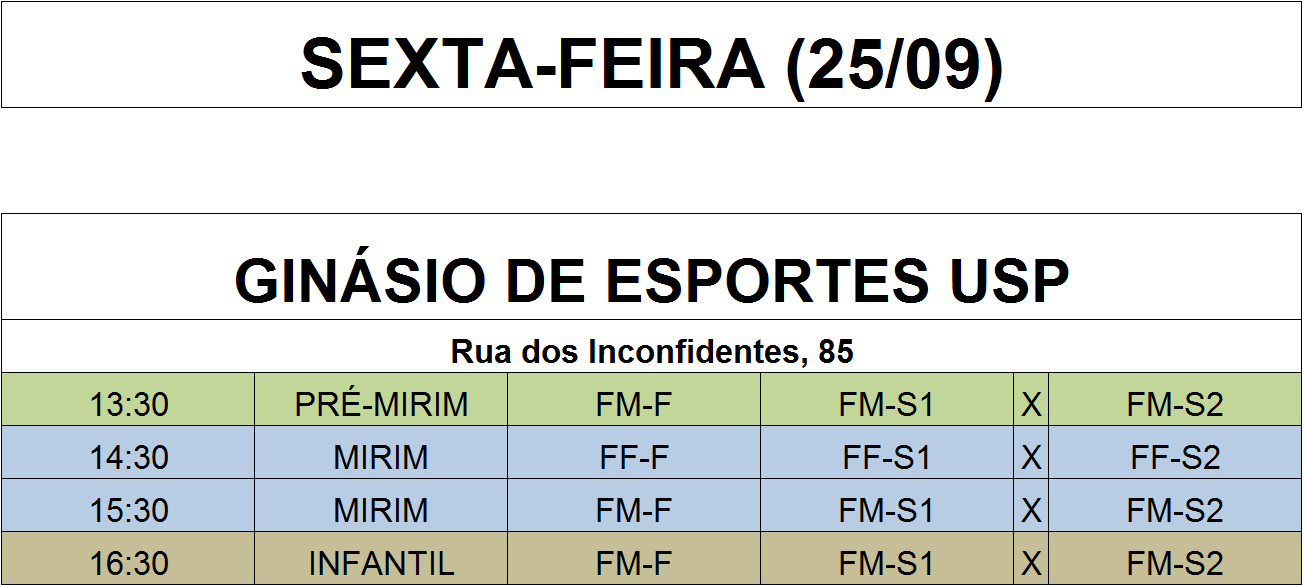 SEXTA-FEIRA (25/09)
GINÁSIO DE ESPORTES USP
Rua dos Inconfidentes, 85
13:30 PRÉ-MIRIM FM-F FM-S1 X FM-S2
14:30 MIRIM FF-F FF-S1 X FF-S2
15:30 MIRIM FM-F FM-S1 X FM-S2
16:30 INFANTIL FM-F FM-S1 X FM-S2